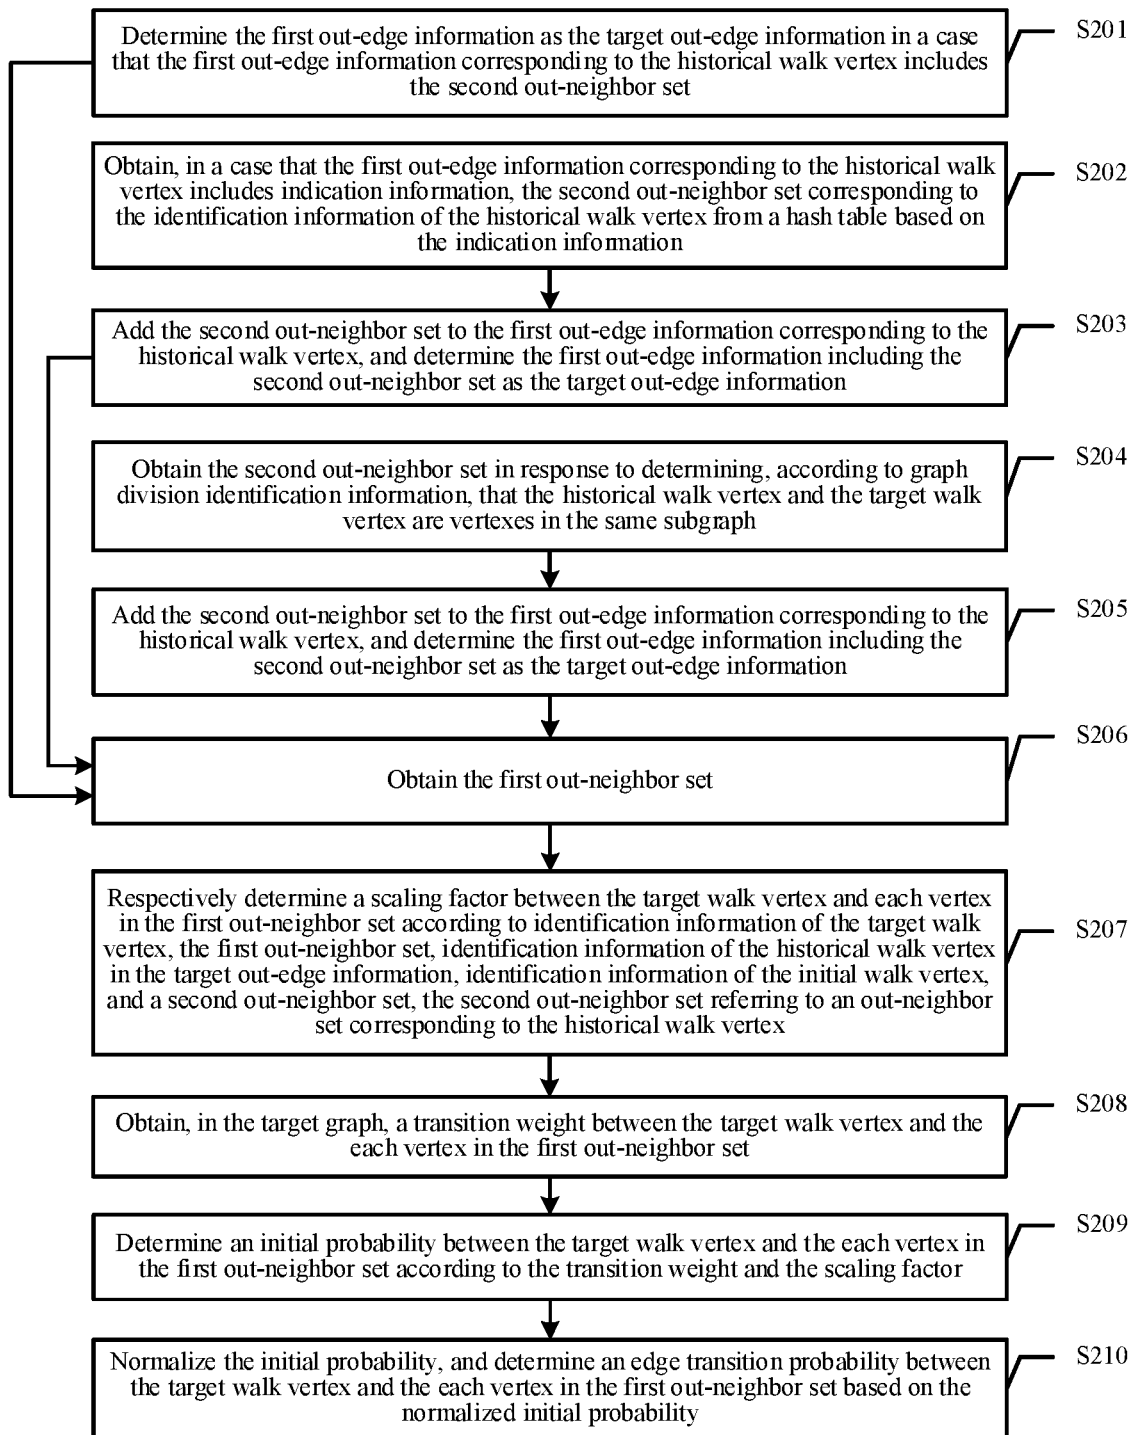 Determine the first out-edge information as the target out-edge information in a case
that the first out-edge information corresponding to the historical walk vertex includes
the second out-neighbor set
S201
Obtain, in a case that the first out-edge information corresponding to the historical walk
vertex includes indication information, the second out-neighbor set corresponding to
the identification information of the historical walk vertex from a hash table based on
the indication information
S202
Add the second out-neighbor set to the first out-edge information corresponding to the
historical walk vertex, and determine the first out-edge information including the
second out-neighbor set as the target out-edge information
S203
Obtain the second out-neighbor set in response to determining, according to graph
division identification information, that the historical walk vertex and the target walk
vertex are vertexes in the same subgraph
S204
Add the second out-neighbor set to the first out-edge information corresponding to the
historical walk vertex, and determine the first out-edge information including the
second out-neighbor set as the target out-edge information
S205
Obtain the first out-neighbor set
S206
Respectively determine a scaling factor between the target walk vertex and each vertex
in the first out-neighbor set according to identification information of the target walk
vertex, the first out-neighbor set, identification information of the historical walk vertex
in the target out-edge information, identification information of the initial walk vertex,
and a second out-neighbor set, the second out-neighbor set referring to an out-neighbor
set corresponding to the historical walk vertex
S207
Obtain, in the target graph, a transition weight between the target walk vertex and the
each vertex in the first out-neighbor set
S208
Determine an initial probability between the target walk vertex and the each vertex in
the first out-neighbor set according to the transition weight and the scaling factor
S209
Normalize the initial probability, and determine an edge transition probability between
the target walk vertex and the each vertex in the first out-neighbor set based on the
normalized initial probability
S210